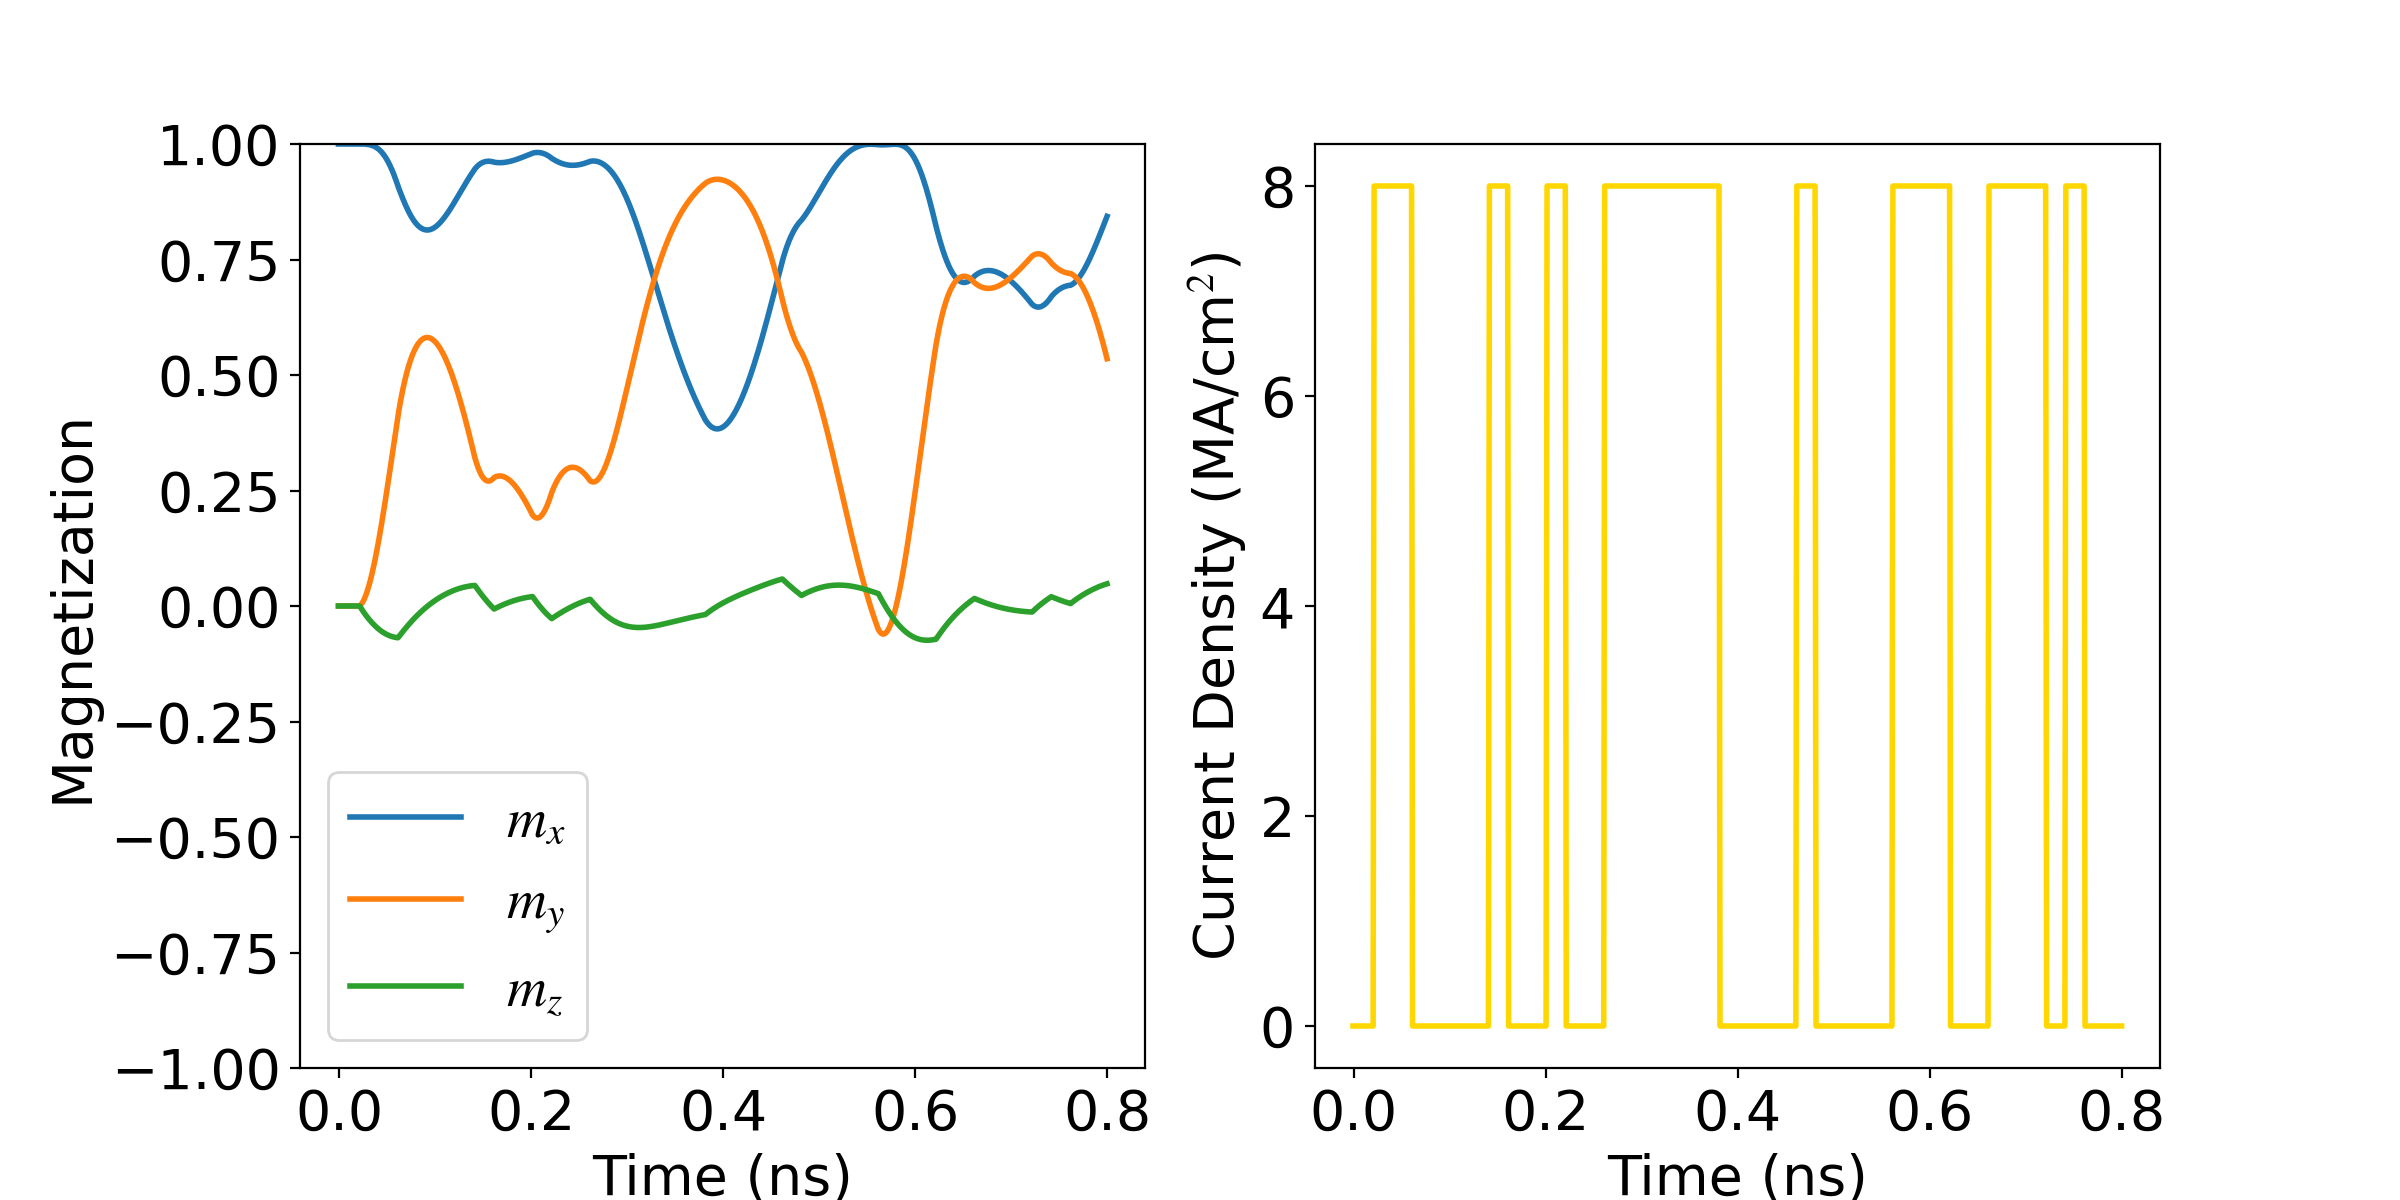 1.00
0.75
0.50
0.25
0.00
−0.25
−0.50
−0.75
−1.00
Magnetization
m_x
m_y
m_z
0.0 0.2 0.4 0.6 0.8
Time (ns)
8
6
4
2
0
Current Density (MA/cm²)
0.0 0.2 0.4 0.6 0.8
Time (ns)